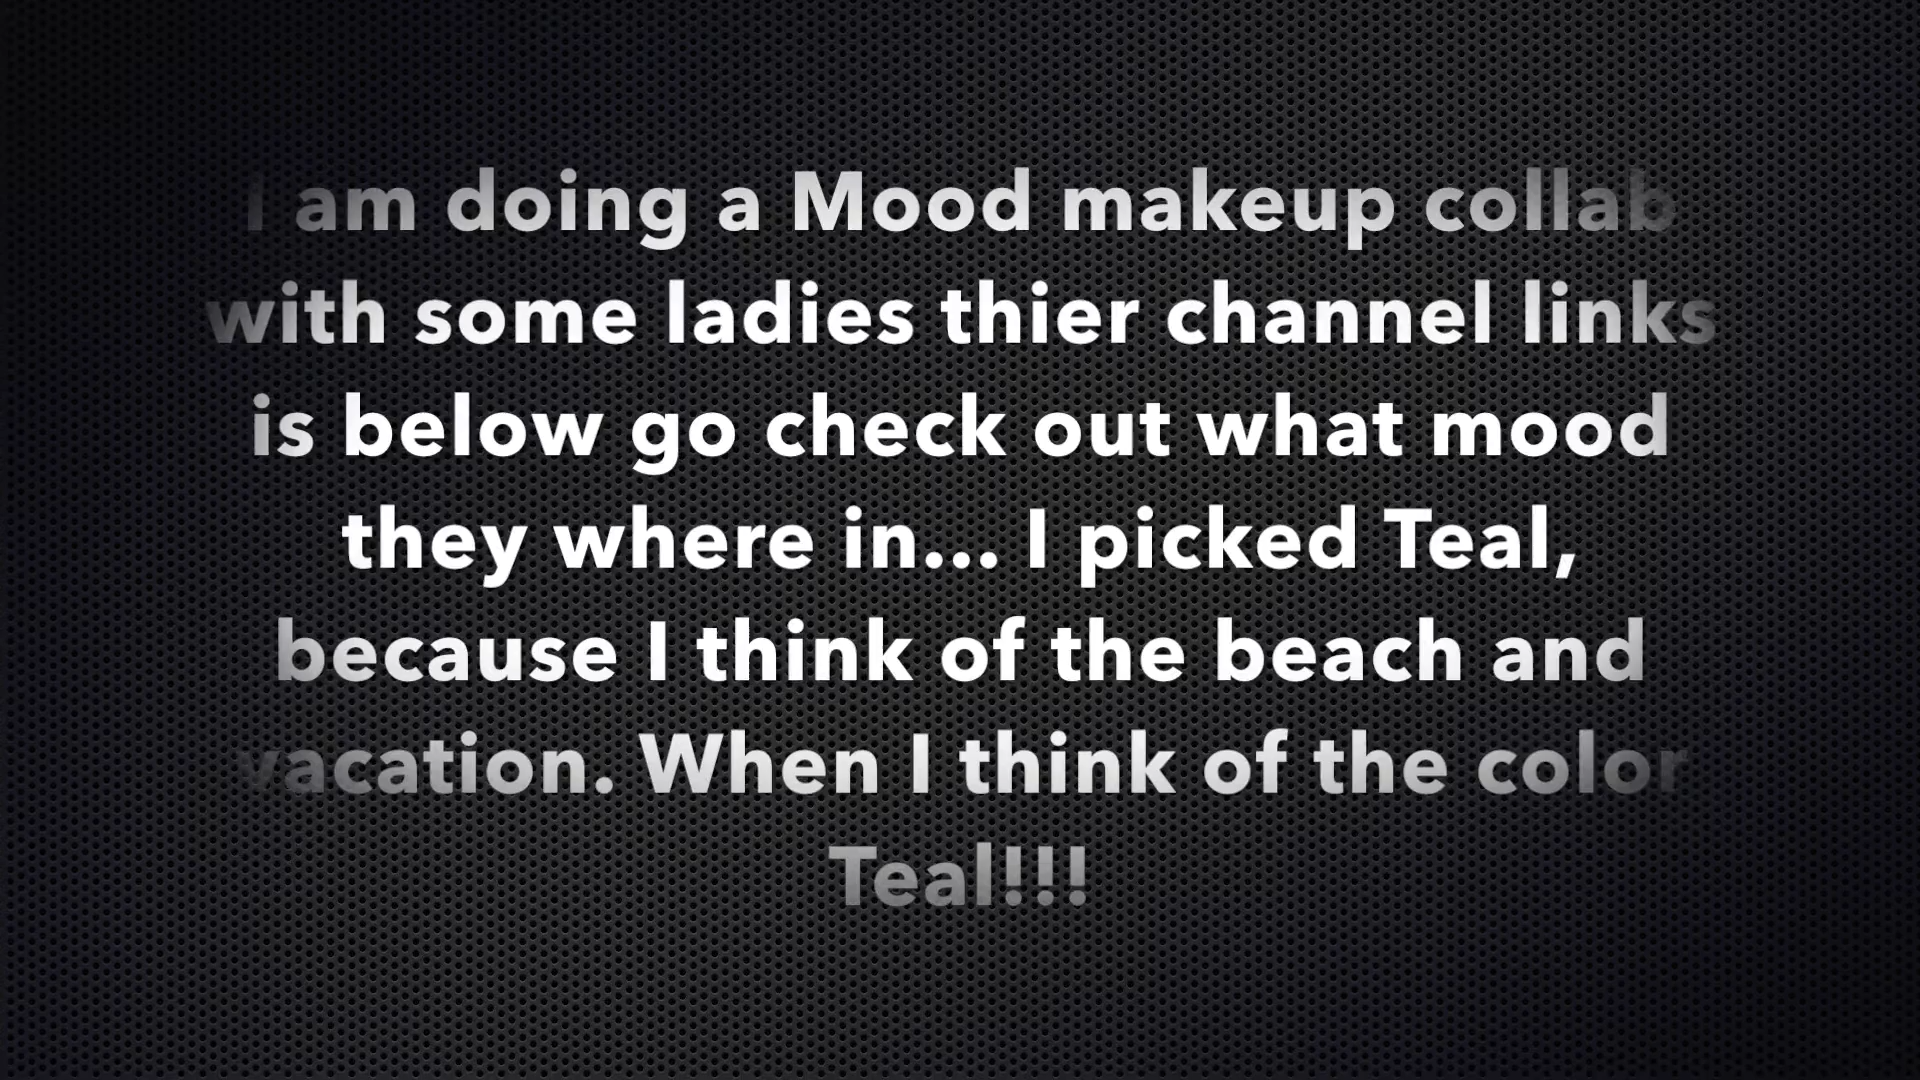 I am doing a Mood makeup collab
with some ladies thier channel links
is below go check out what mood
they where in... I picked Teal,
because I think of the beach and
vacation. When I think of the color
Teal!!!